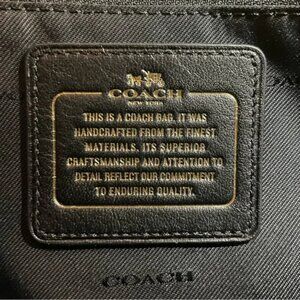 COACH
NEW YORK
THIS IS A COACH BAG. IT WAS
HANDCRAFTED FROM THE FINEST
MATERIALS. ITS SUPERIOR
CRAFTSMANSHIP AND ATTENTION TO
DETAIL REFLECT OUR COMMITMENT
TO ENDURING QUALITY.
COACH